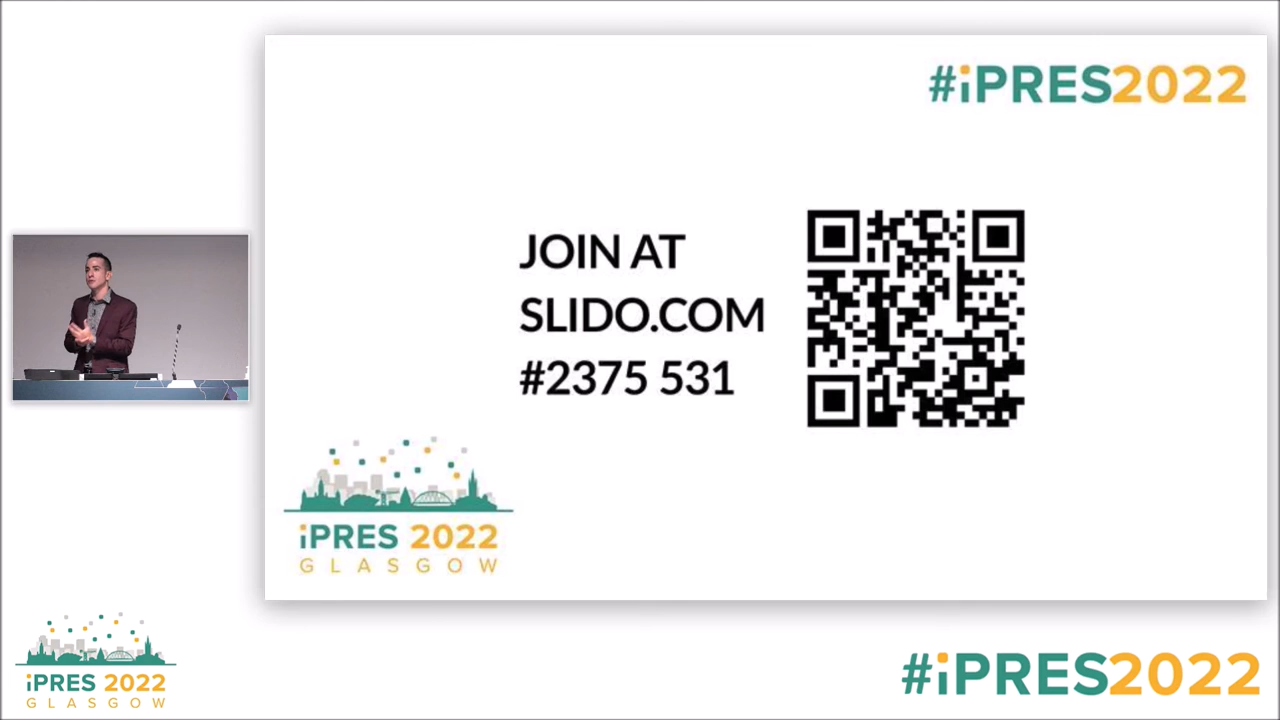 #iPRES2022
JOIN AT
SLIDO.COM
#2375 531
iPRES 2022
GLASGOW
iPRES 2022
GLASGOW
#iPRES2022